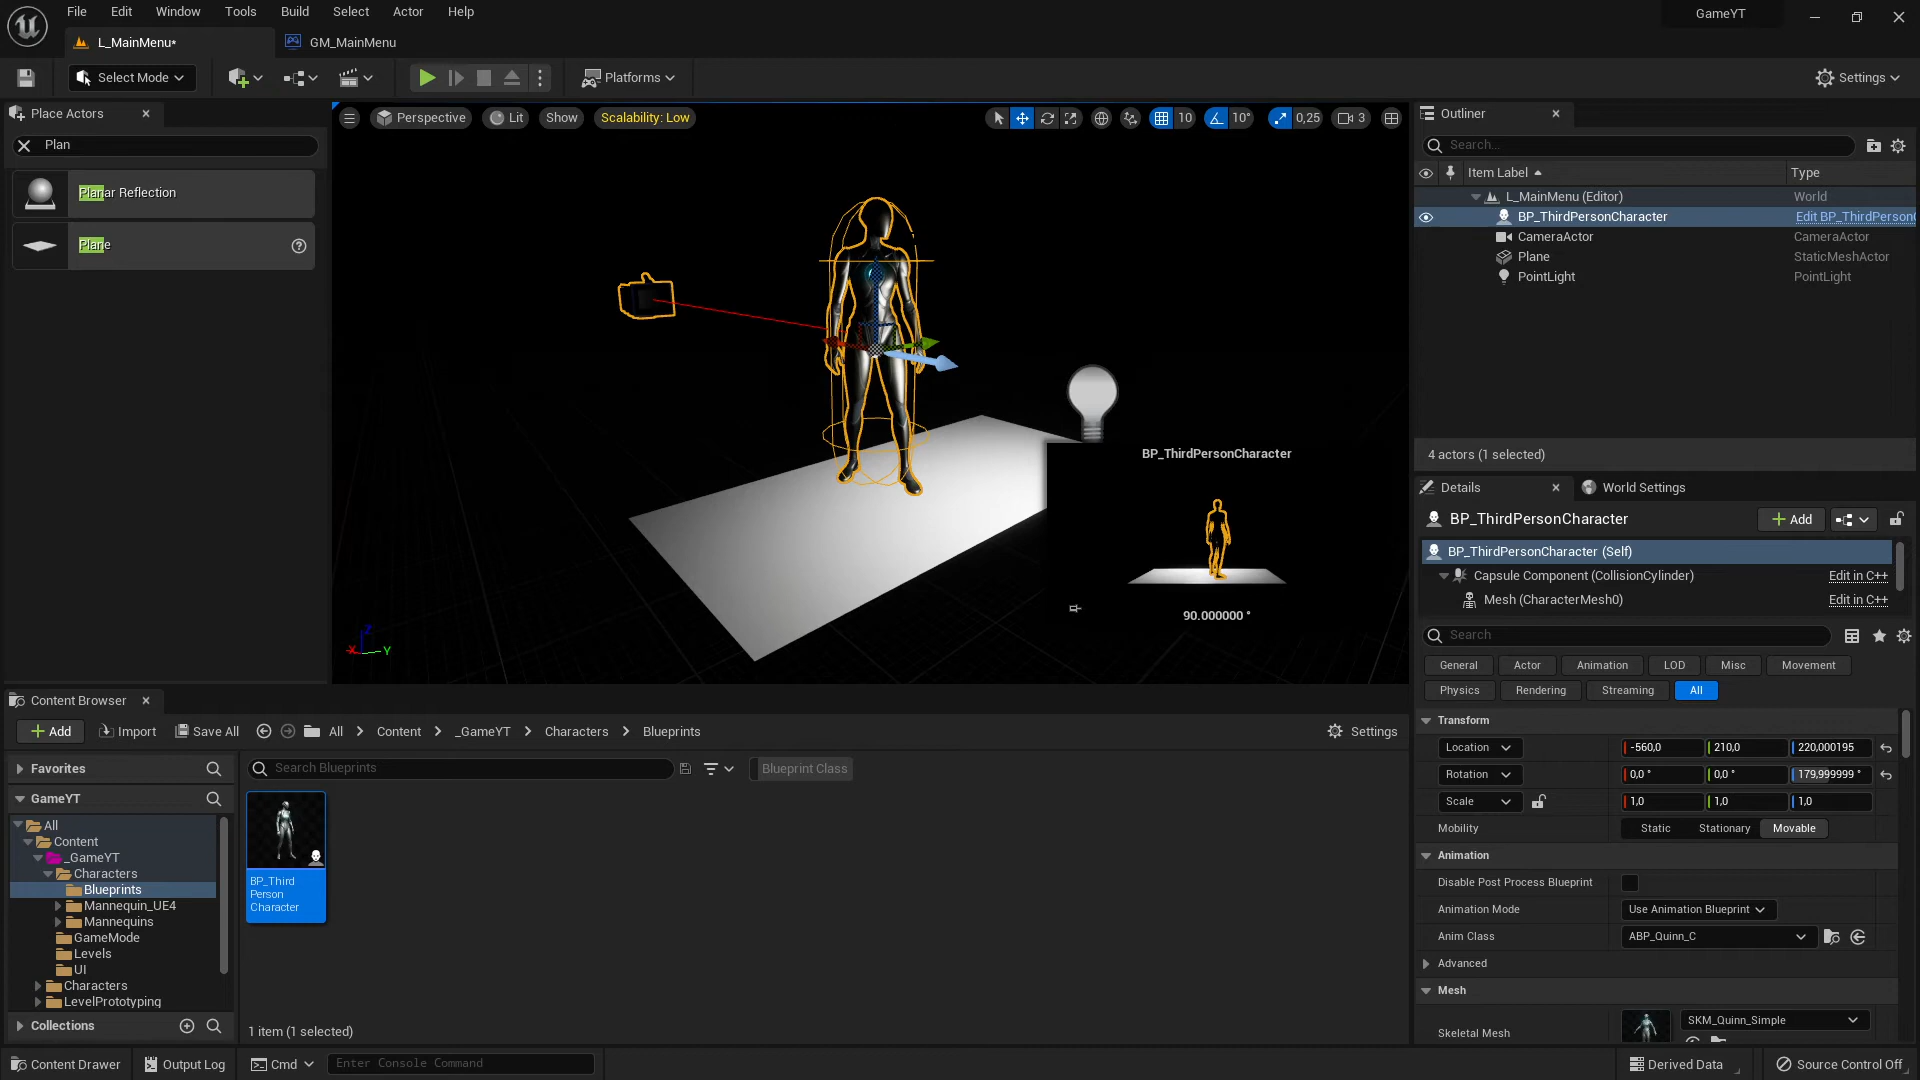 File Edit Window Tools Build Select Actor Help
GameYT
L_MainMenu*
GM_MainMenu
Select Mode
Platforms
Settings
Place Actors
Plan
Planar Reflection
Plane
Perspective
Lit
Show
Scalability: Low
10
10°
0,25
3
BP_ThirdPersonCharacter
90.000000 °
Z
X
Y
Outliner
Search...
Item Label
Type
L_MainMenu (Editor)
World
BP_ThirdPersonCharacter
Edit BP_ThirdPersonC
CameraActor
CameraActor
Plane
StaticMeshActor
PointLight
PointLight
4 actors (1 selected)
Details
World Settings
BP_ThirdPersonCharacter
Add
BP_ThirdPersonCharacter (Self)
Capsule Component (CollisionCylinder)
Edit in C++
Mesh (CharacterMesh0)
Edit in C++
Search
General Actor Animation LOD Misc Movement
Physics Rendering Streaming All
Transform
Location
-560,0 210,0 220,000195
Rotation
0,0 ° 0,0 ° 179,999999 °
Scale
1,0 1,0 1,0
Mobility
Static Stationary Movable
Animation
Disable Post Process Blueprint
Animation Mode
Use Animation Blueprint
Anim Class
ABP_Quinn_C
Advanced
Mesh
Skeletal Mesh
SKM_Quinn_Simple
Content Browser
Add
Import
Save All
All > Content > _GameYT > Characters > Blueprints
Settings
Favorites
GameYT
All
Content
_GameYT
Characters
Blueprints
Mannequin_UE4
Mannequins
GameMode
Levels
UI
Characters
LevelPrototyping
Collections
Search Blueprints
Blueprint Class
BP_Third
Person
Character
1 item (1 selected)
Content Drawer
Output Log
Cmd
Enter Console Command
Derived Data
Source Control Off